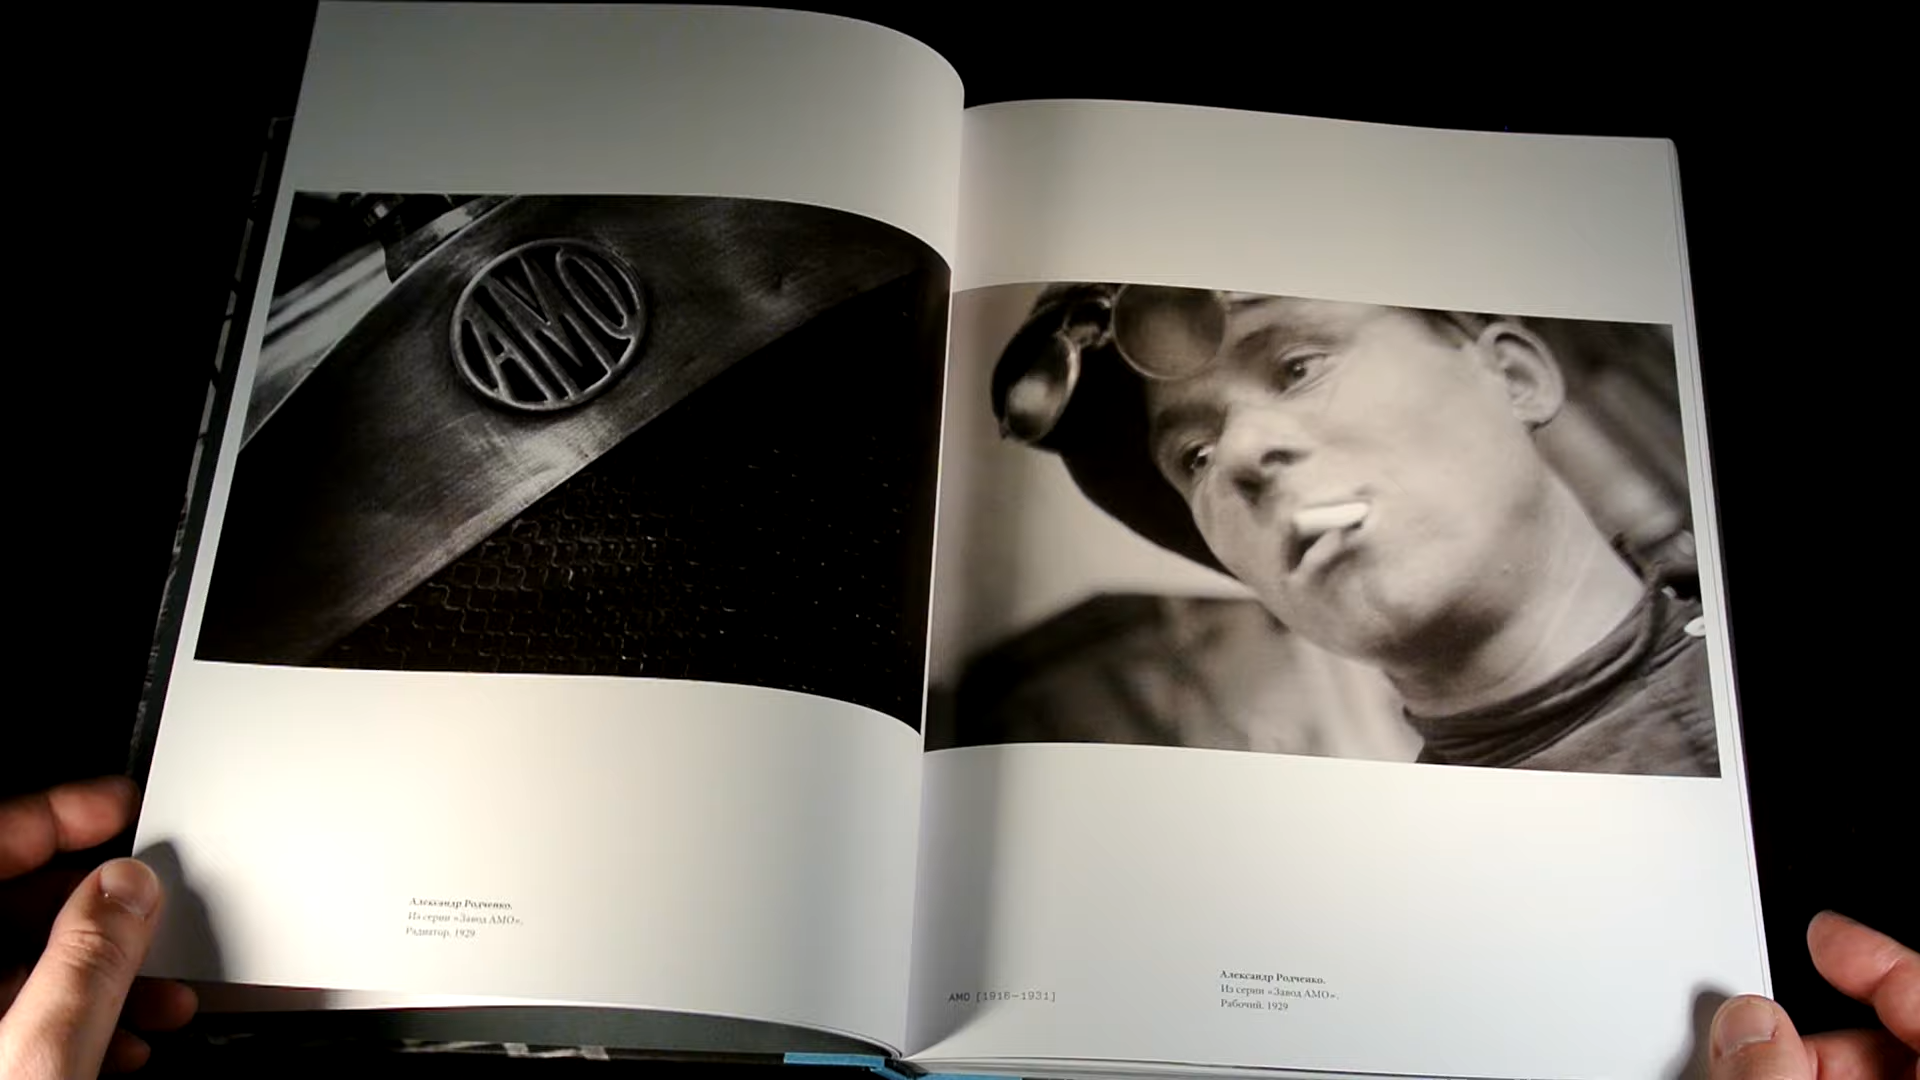 АМО
Александр Родченко.
Из серии «Завод АМО».
Радиатор. 1929
АМО [1916—1931]
Александр Родченко.
Из серии «Завод АМО».
Рабочий. 1929